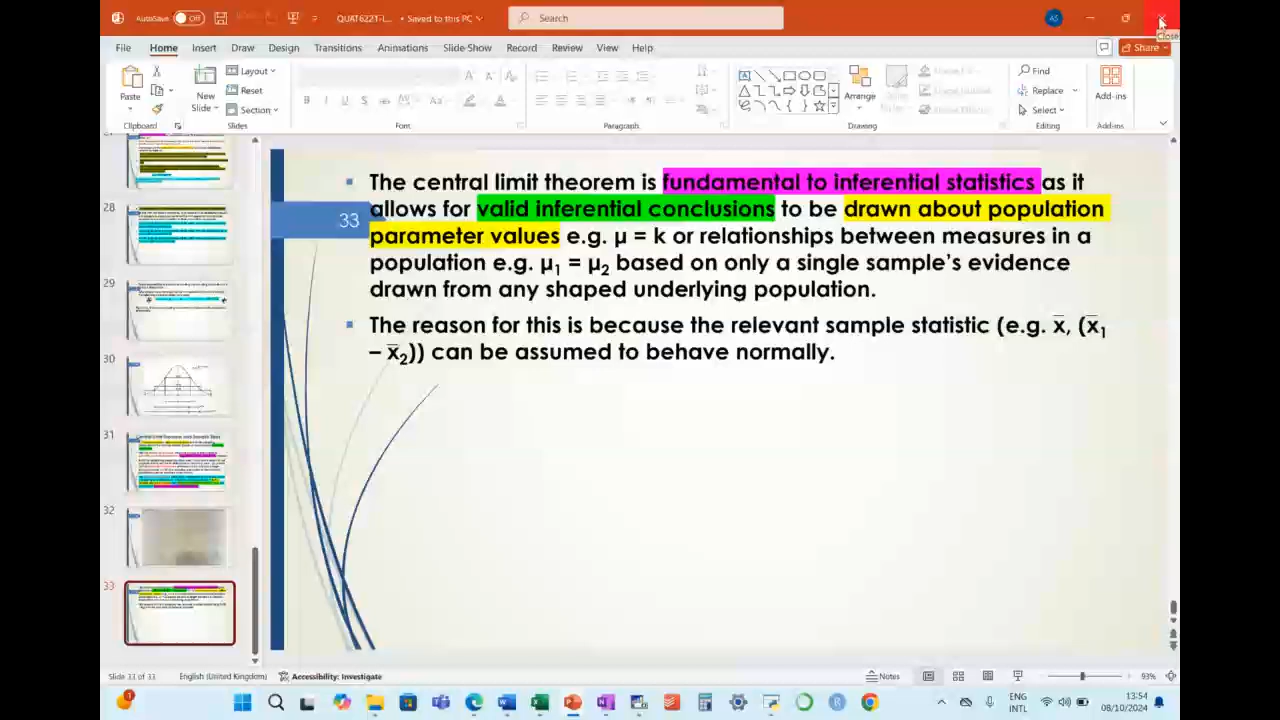 AutoSave Off QUAT6221-I... • Saved to this PC Search AS
Close
File Home Insert Draw Design Transitions Animations Slide Show Record Review View Help Share
Paste New Slide Layout Reset Section Arrange Find Replace Select Add-ins
Clipboard Slides Font Paragraph Drawing Editing Add-ins
28
29
30
31
32
33
33
The central limit theorem is fundamental to inferential statistics as it
allows for valid inferential conclusions to be drawn about population
parameter values e.g. μ = k or relationships between measures in a
population e.g. μ₁ = μ₂ based on only a single sample's evidence
drawn from any shaped underlying population.
The reason for this is because the relevant sample statistic (e.g. x̅, (x̅₁
– x̅₂)) can be assumed to behave normally.
Slide 33 of 33 English (United Kingdom) Accessibility: Investigate Notes 93%
ENG INTL 13:54 08/10/2024